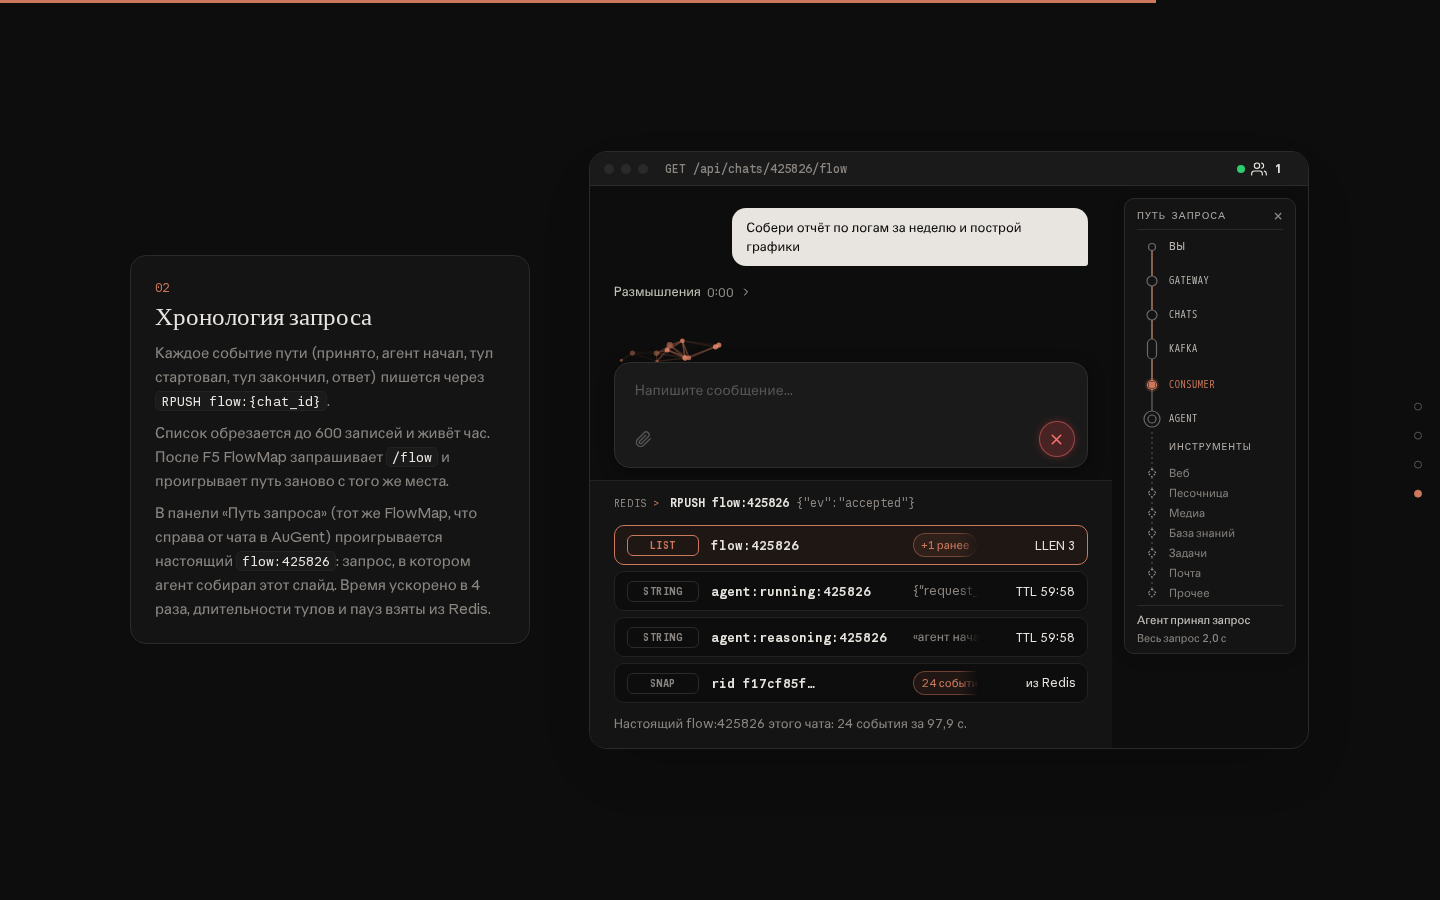 02
Хронология запроса
Каждое событие пути (принято, агент начал, тул
стартовал, тул закончил, ответ) пишется через
RPUSH flow:{chat_id}.
Список обрезается до 600 записей и живёт час.
После F5 FlowMap запрашивает /flow и
проигрывает путь заново с того же места.
В панели «Путь запроса» (тот же FlowMap, что
справа от чата в AuGent) проигрывается
настоящий flow:425826: запрос, в котором
агент собирал этот слайд. Время ускорено в 4
раза, длительности тулов и пауз взяты из Redis.
GET /api/chats/425826/flow
1
Собери отчёт по логам за неделю и построй
графики
Размышления 0:00
Напишите сообщение…
REDIS > RPUSH flow:425826 {"ev":"accepted"}
LIST flow:425826 +1 ранее LLEN 3
STRING agent:running:425826 {"request_ TTL 59:58
STRING agent:reasoning:425826 «агент нача TTL 59:58
SNAP rid f17cf85f… 24 событи из Redis
Настоящий flow:425826 этого чата: 24 события за 97,9 с.
ПУТЬ ЗАПРОСА ×
ВЫ
GATEWAY
CHATS
KAFKA
CONSUMER
AGENT
ИНСТРУМЕНТЫ
Веб
Песочница
Медиа
База знаний
Задачи
Почта
Прочее
Агент принял запрос
Весь запрос 2,0 с